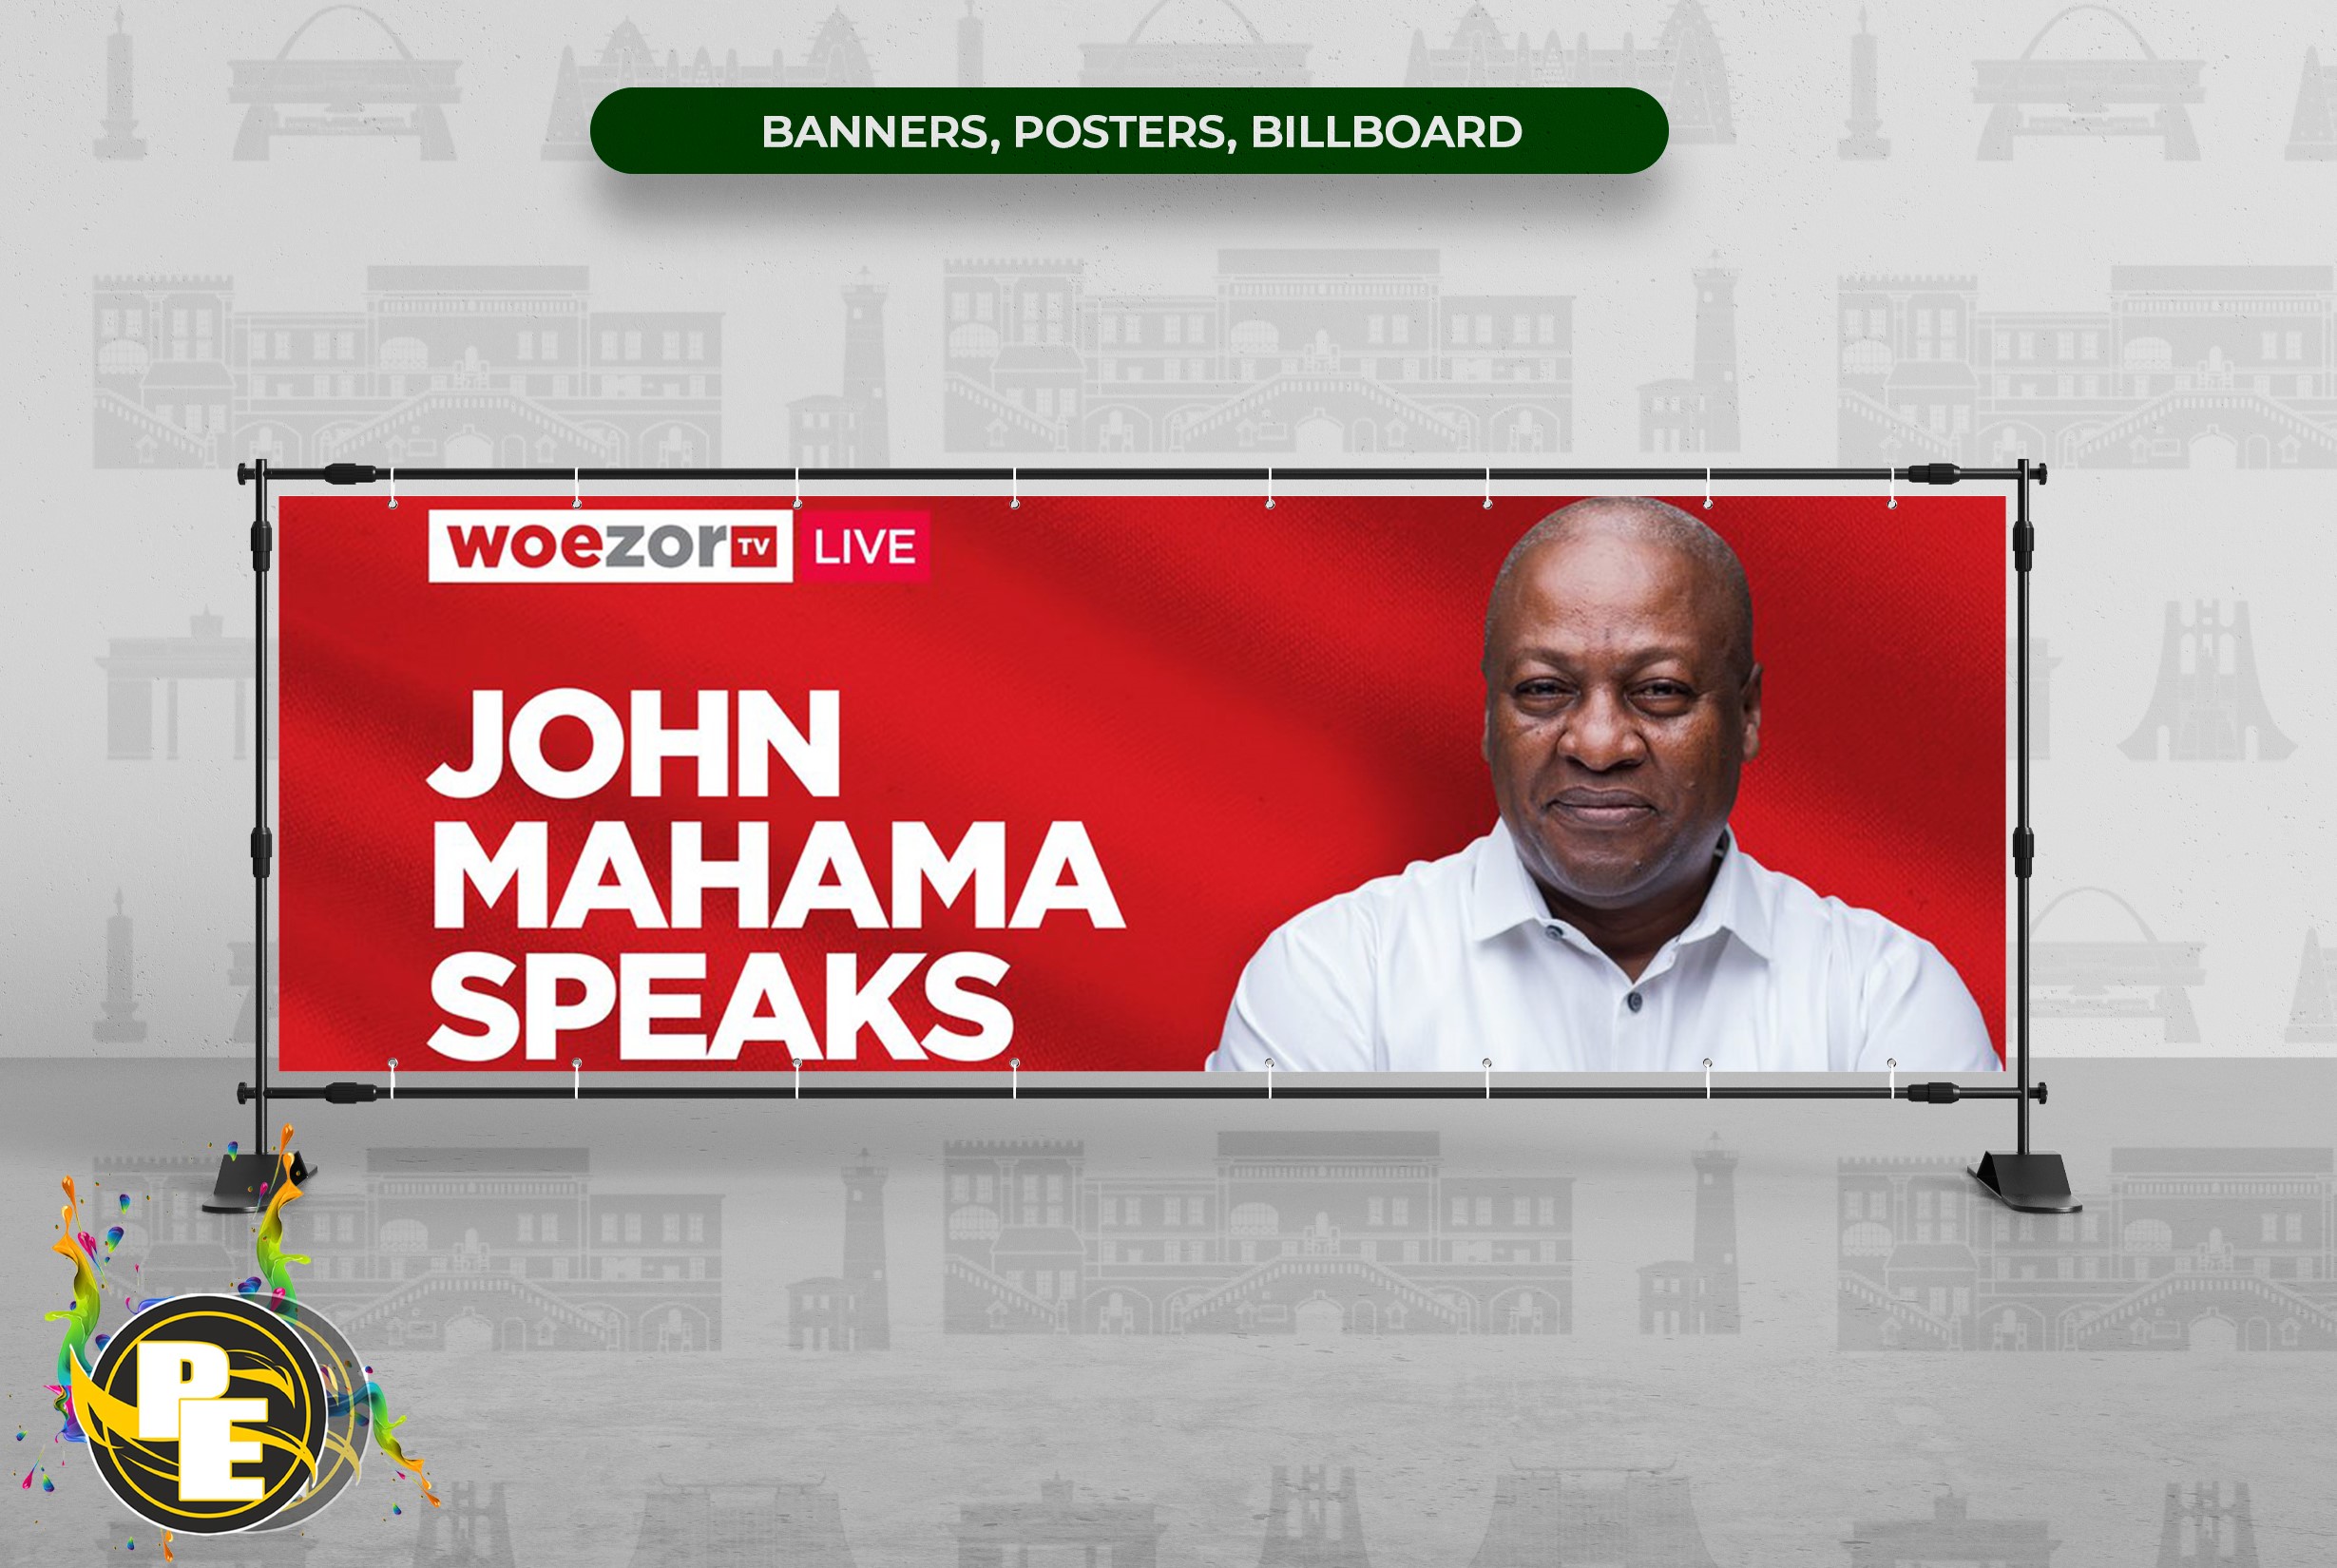 BANNERS, POSTERS, BILLBOARD
woezor TV LIVE
JOHN
MAHAMA
SPEAKS
PE